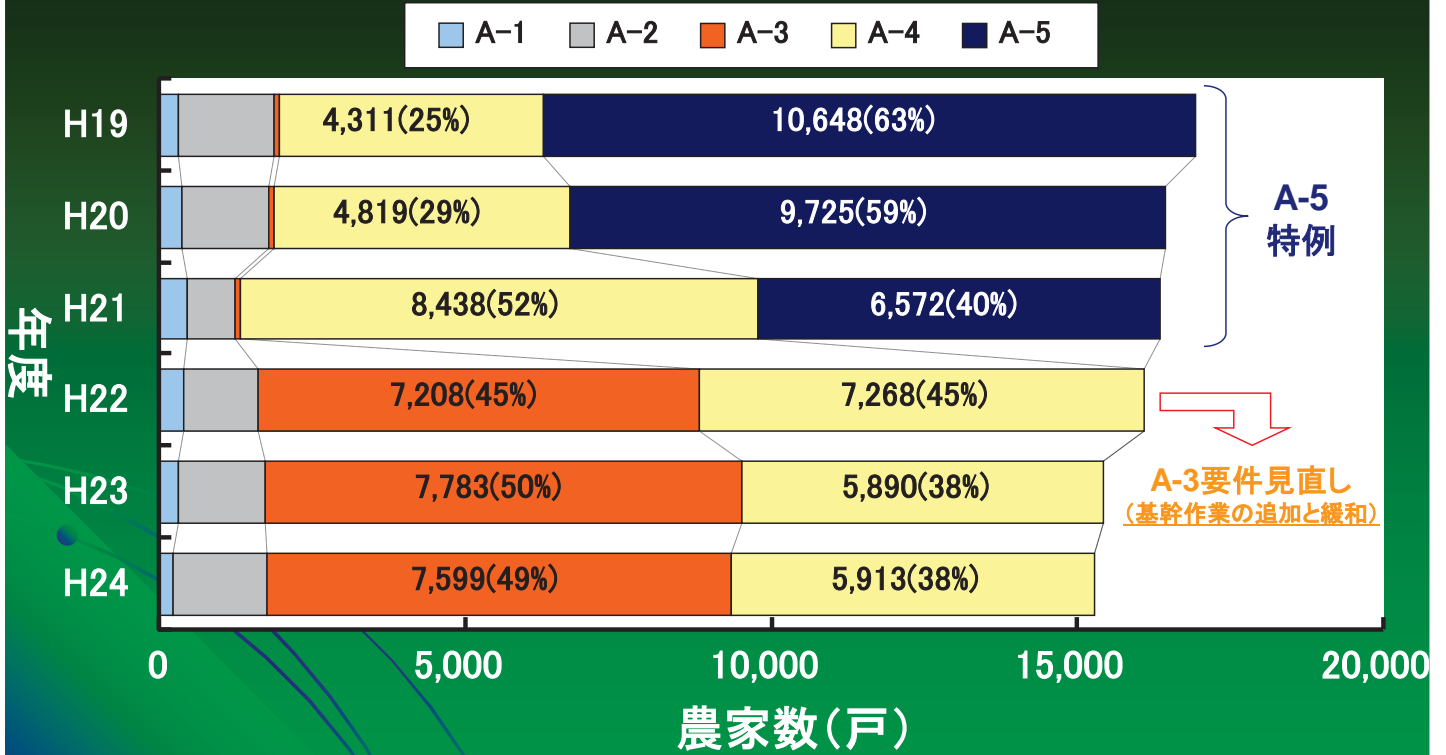 A-1 A-2 A-3 A-4 A-5
H19 4,311(25%) 10,648(63%)
H20 4,819(29%) 9,725(59%)
H21 8,438(52%) 6,572(40%)
H22 7,208(45%) 7,268(45%)
H23 7,783(50%) 5,890(38%)
H24 7,599(49%) 5,913(38%)
年度
A-5
特例
A-3要件見直し
(基幹作業の追加と緩和)
0 5,000 10,000 15,000 20,000
農家数(戸)